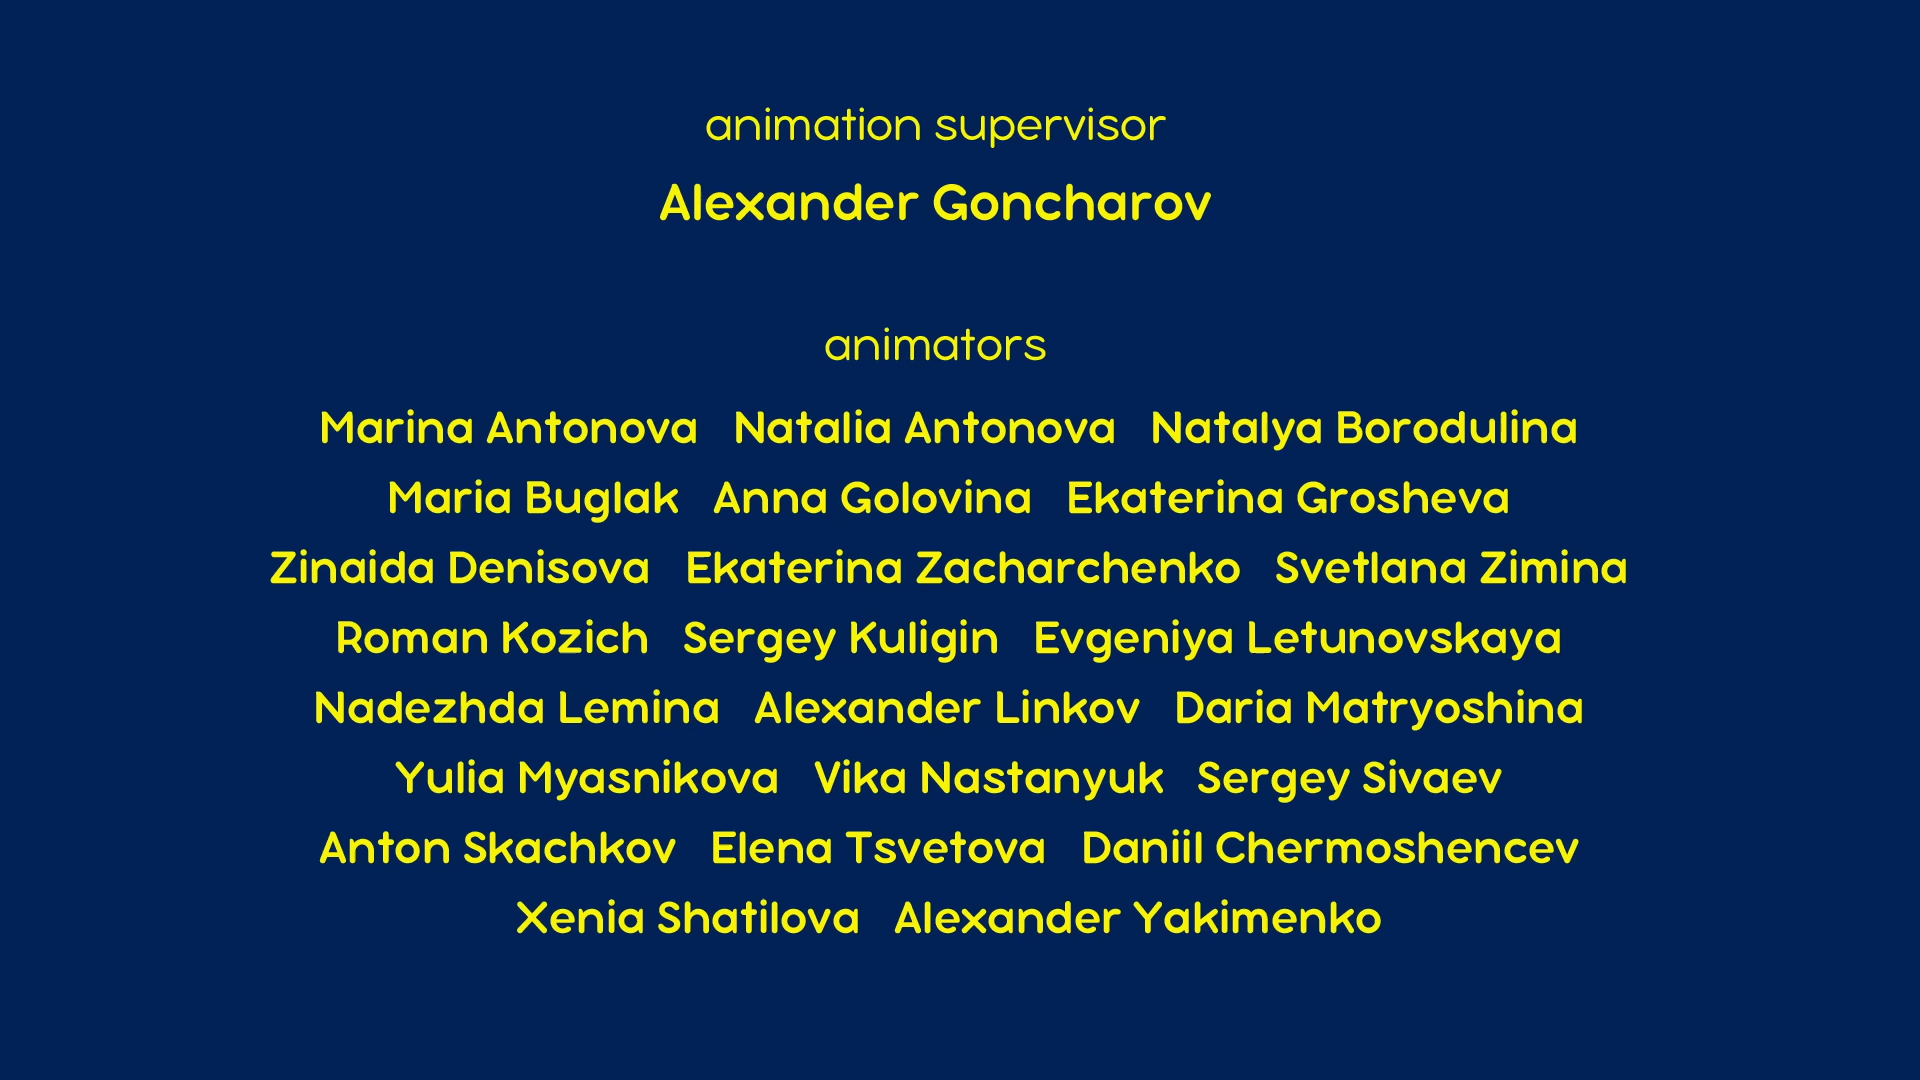 animation supervisor
Alexander Goncharov
animators
Marina Antonova Natalia Antonova Natalya Borodulina
Maria Buglak Anna Golovina Ekaterina Grosheva
Zinaida Denisova Ekaterina Zacharchenko Svetlana Zimina
Roman Kozich Sergey Kuligin Evgeniya Letunovskaya
Nadezhda Lemina Alexander Linkov Daria Matryoshina
Yulia Myasnikova Vika Nastanyuk Sergey Sivaev
Anton Skachkov Elena Tsvetova Daniil Chermoshencev
Xenia Shatilova Alexander Yakimenko